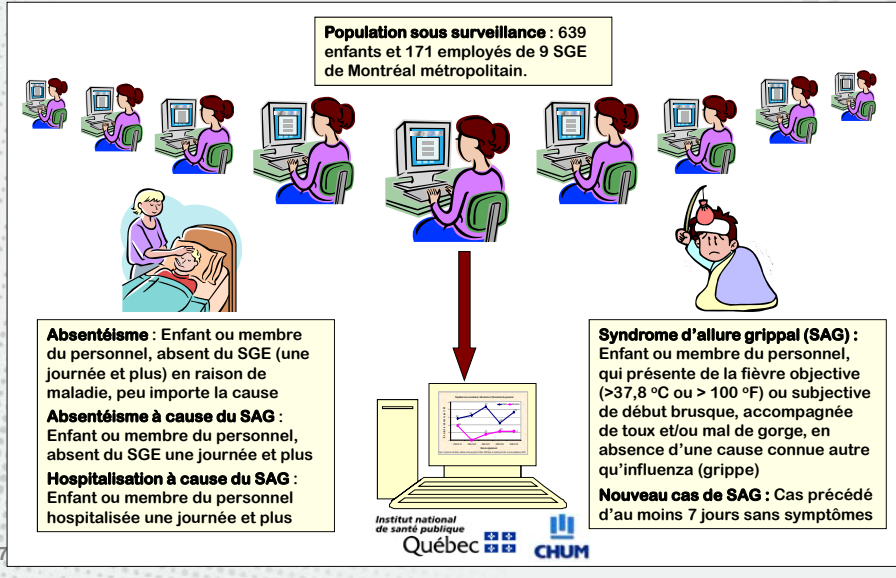 Population sous surveillance : 639
enfants et 171 employés de 9 SGE
de Montréal métropolitain.
Absentéisme : Enfant ou membre
du personnel, absent du SGE (une
journée et plus) en raison de
maladie, peu importe la cause
Absentéisme à cause du SAG :
Enfant ou membre du personnel,
absent du SGE une journée et plus
Hospitalisation à cause du SAG :
Enfant ou membre du personnel
hospitalisée une journée et plus
Syndrome d'allure grippal (SAG) :
Enfant ou membre du personnel,
qui présente de la fièvre objective
(>37,8 ºC ou > 100 ºF) ou subjective
de début brusque, accompagnée
de toux et/ou mal de gorge, en
absence d'une cause connue autre
qu'influenza (grippe)
Nouveau cas de SAG : Cas précédé
d'au moins 7 jours sans symptômes
Institut national
de santé publique
Québec
CHUM
7